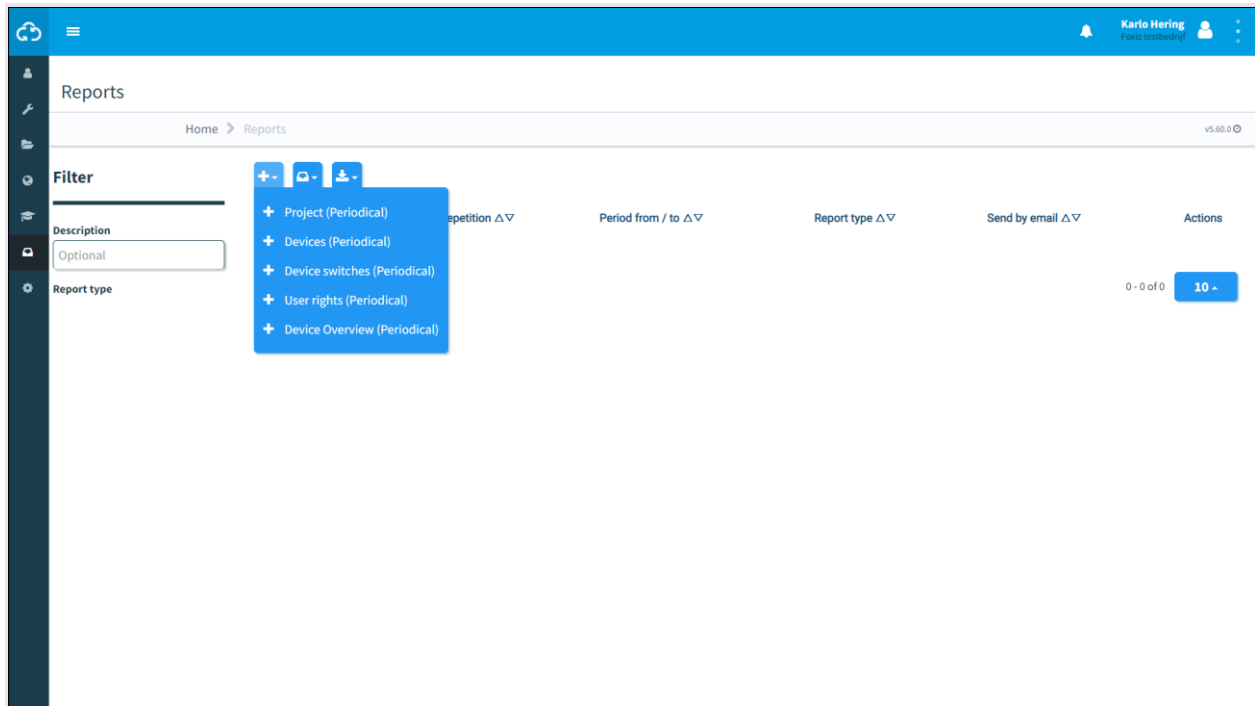 Karlo Hering
Foxiz testbedrijf
Reports
Home Reports
v5.60.0
Filter
Description
Optional
Report type
Project (Periodical)
Devices (Periodical)
Device switches (Periodical)
User rights (Periodical)
Device Overview (Periodical)
epetition Period from / to Report type Send by email Actions
0 - 0 of 0 10